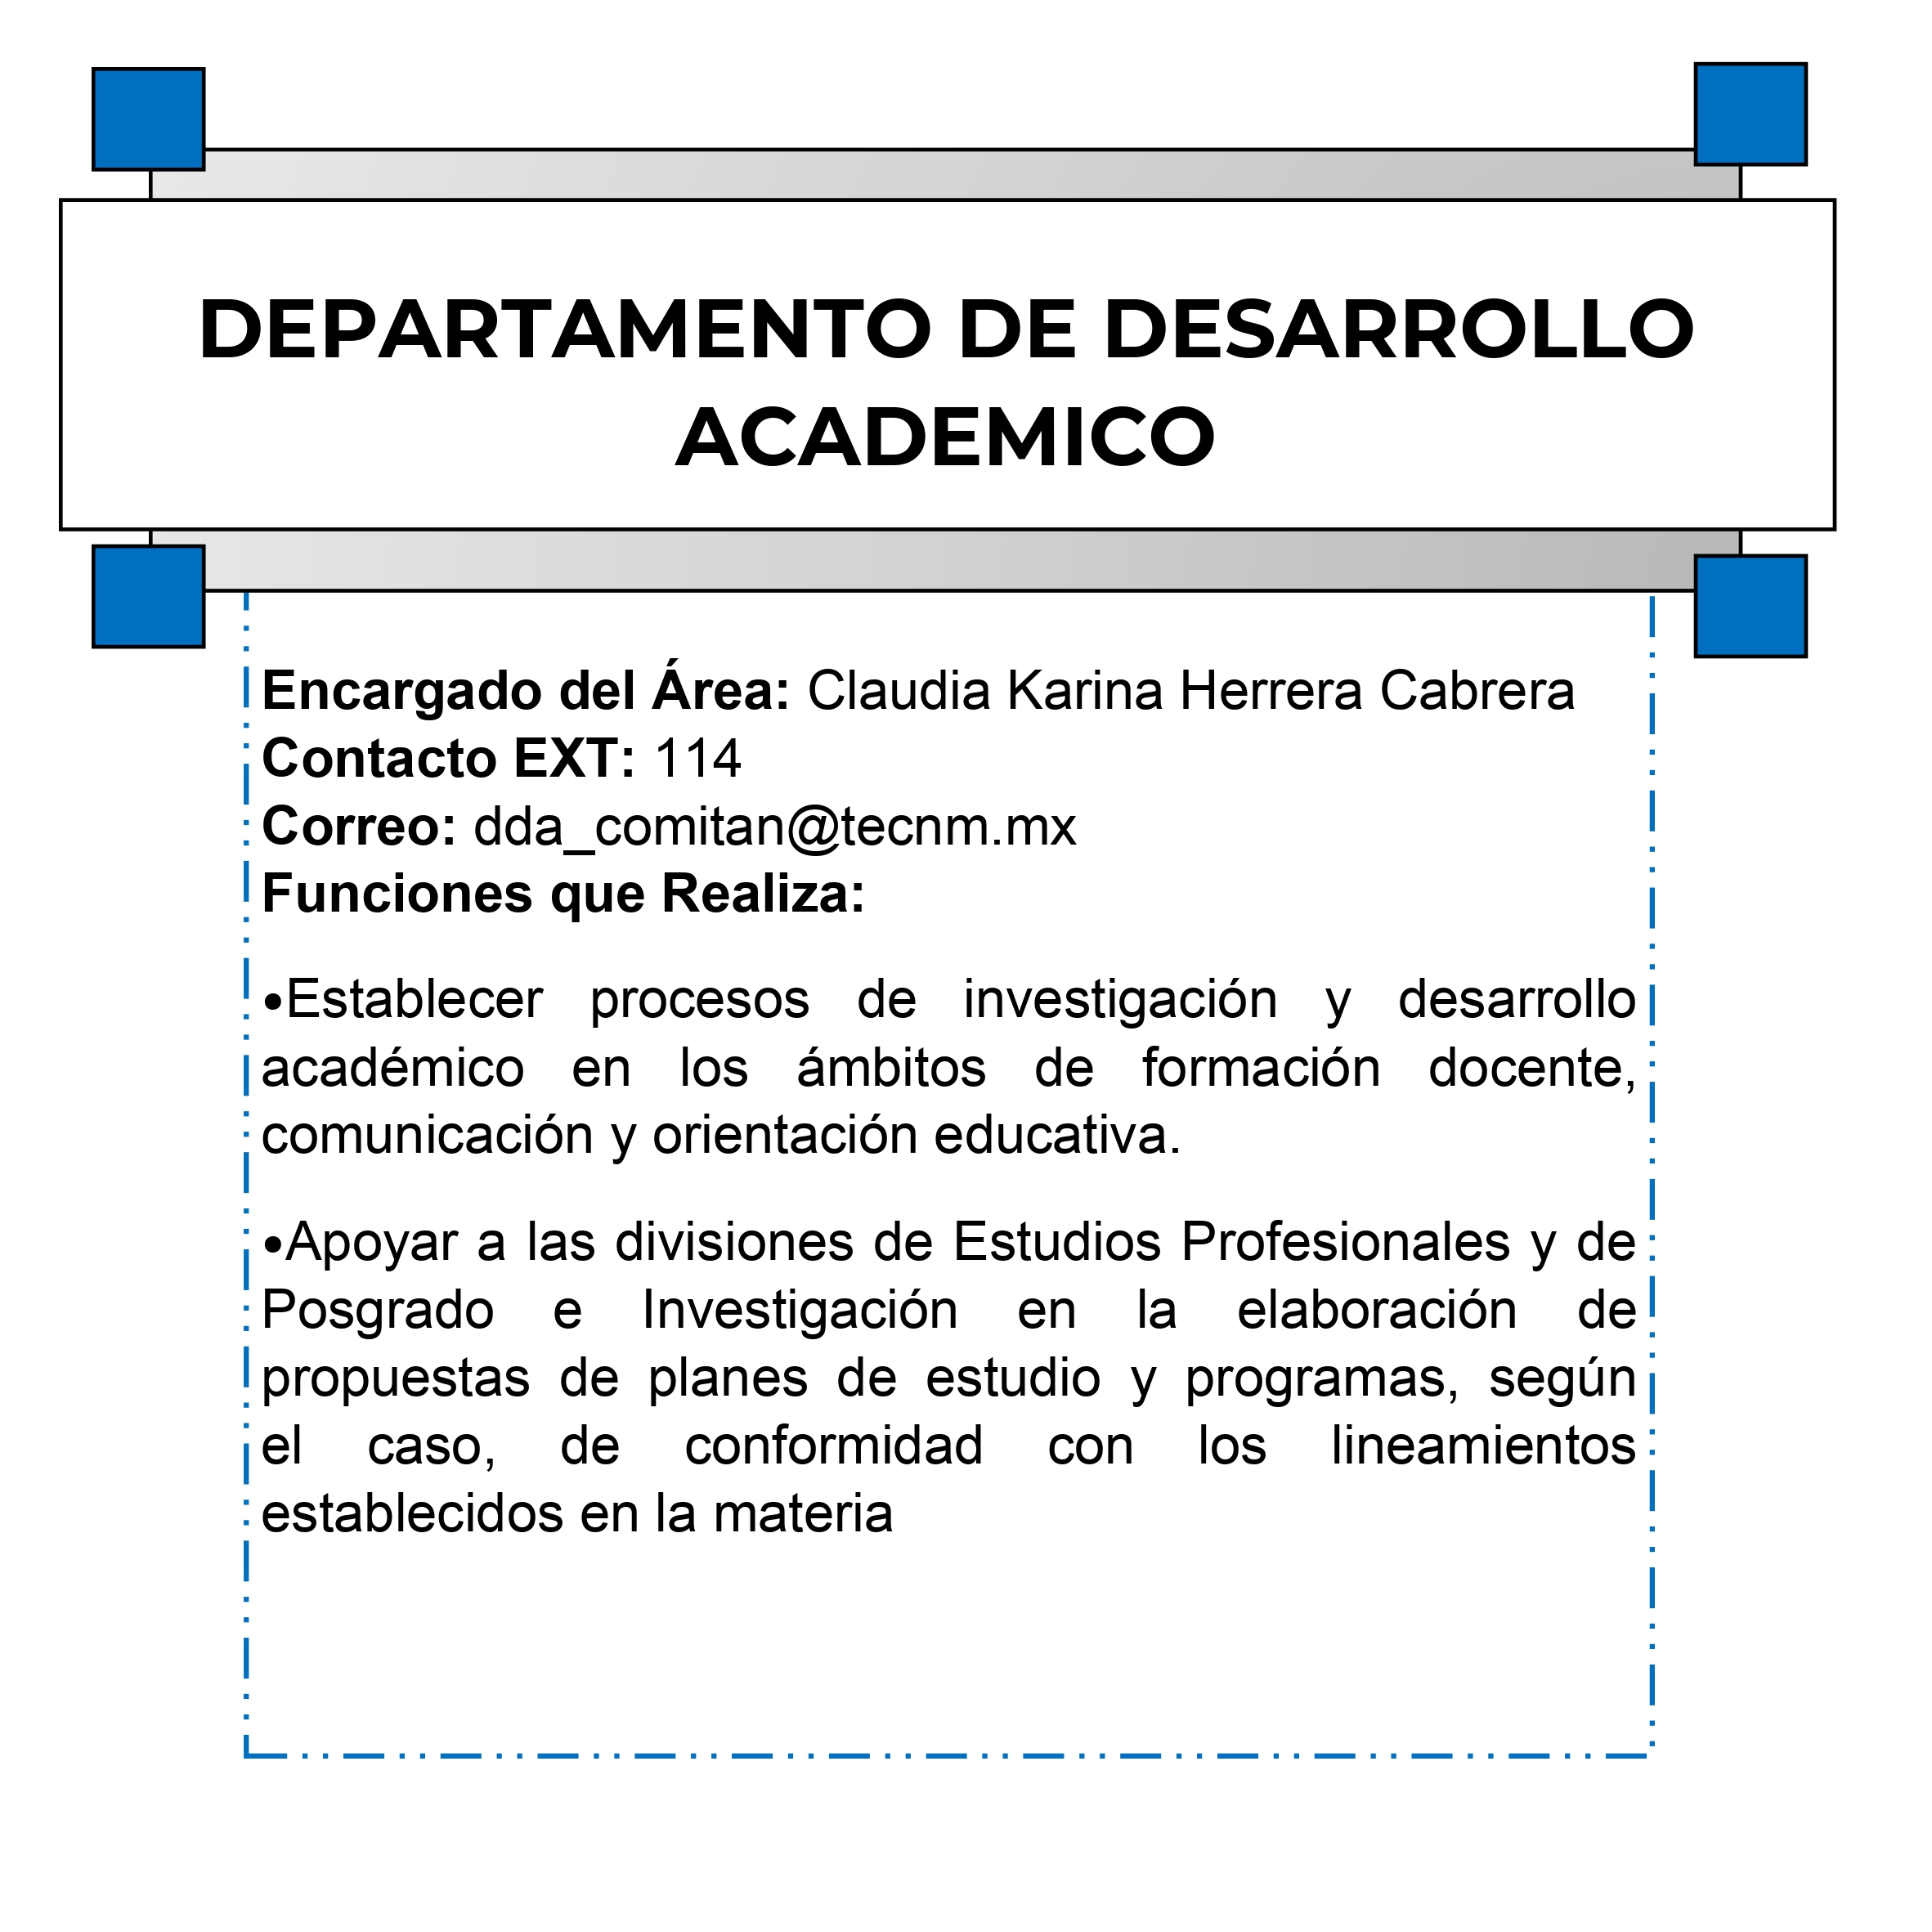 DEPARTAMENTO DE DESARROLLO
ACADEMICO
Encargado del Área: Claudia Karina Herrera Cabrera
Contacto EXT: 114
Correo: dda_comitan@tecnm.mx
Funciones que Realiza:
•Establecer procesos de investigación y desarrollo
académico en los ámbitos de formación docente,
comunicación y orientación educativa.
•Apoyar a las divisiones de Estudios Profesionales y de
Posgrado e Investigación en la elaboración de
propuestas de planes de estudio y programas, según
el caso, de conformidad con los lineamientos
establecidos en la materia